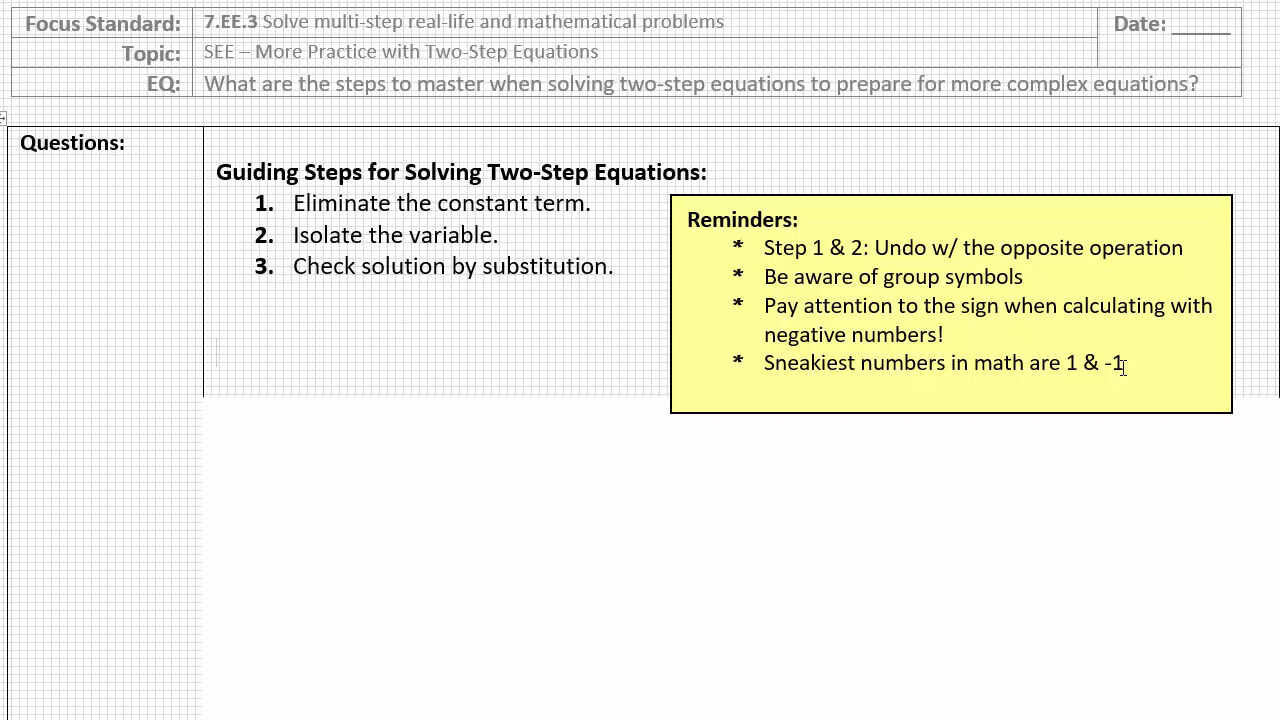 Focus Standard: 7.EE.3 Solve multi-step real-life and mathematical problems Date: ______
Topic: SEE – More Practice with Two-Step Equations
EQ: What are the steps to master when solving two-step equations to prepare for more complex equations?
Questions:
Guiding Steps for Solving Two-Step Equations:
1. Eliminate the constant term.
2. Isolate the variable.
3. Check solution by substitution.
Reminders:
* Step 1 & 2: Undo w/ the opposite operation
* Be aware of group symbols
* Pay attention to the sign when calculating with
negative numbers!
* Sneakiest numbers in math are 1 & -1